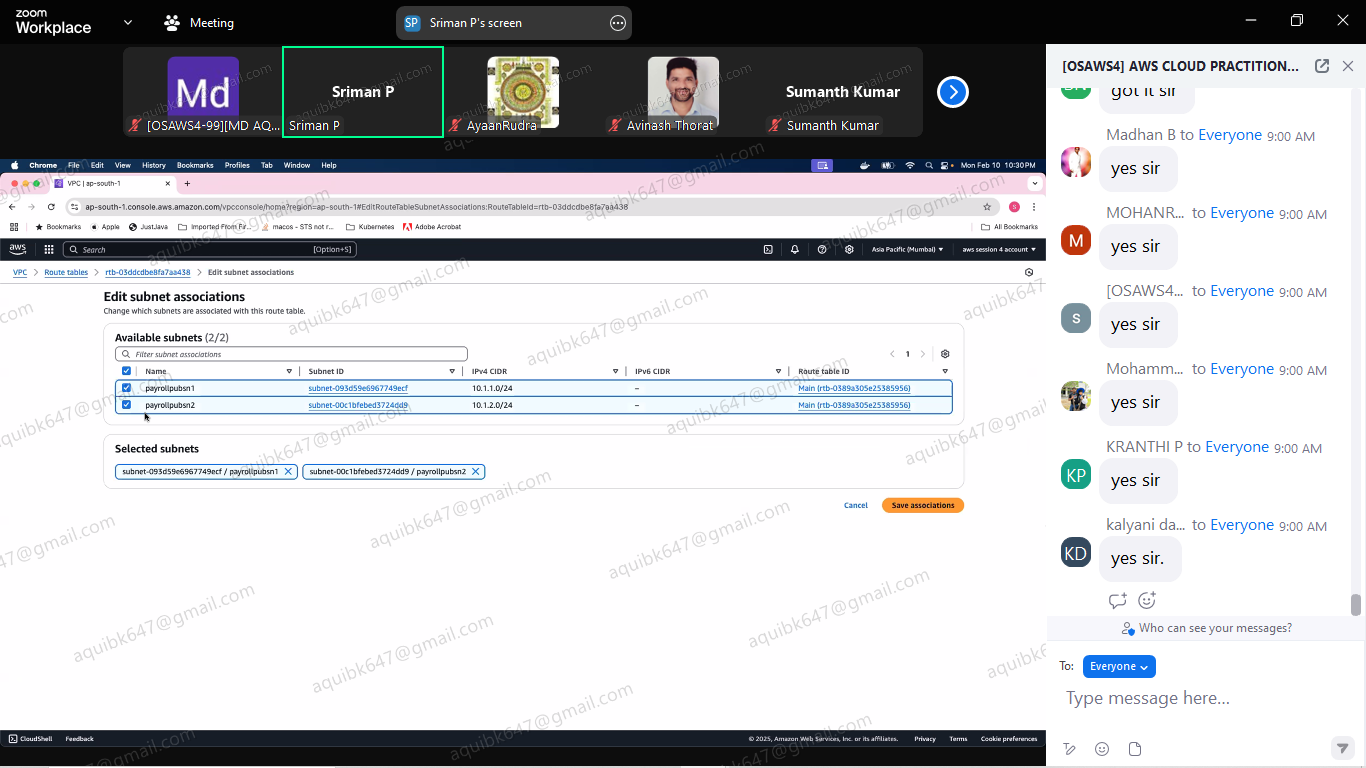 zoom
Workplace
Meeting
SP
Sriman P's screen
Md
[OSAWS4-99][MD AQ...
Sriman P
Sriman P
AyaanRudra
Avinash Thorat
Sumanth Kumar
Sumanth Kumar
[OSAWS4] AWS CLOUD PRACTITION...
Chrome File Edit View History Bookmarks Profiles Tab Window Help
Mon Feb 10 10:30 PM
VPC | ap-south-1
ap-south-1.console.aws.amazon.com/vpcconsole/home?region=ap-south-1#EditRouteTableSubnetAssociations:RouteTableId=rtb-03ddcdbe8fa7aa438
S
Bookmarks Apple JustJava Imported From Fir... macos - STS not r... Kubernetes Adobe Acrobat All Bookmarks
aws Search [Option+S] Asia Pacific (Mumbai) aws session 4 account
VPC Route tables rtb-03ddcdbe8fa7aa438 Edit subnet associations
Edit subnet associations
Change which subnets are associated with this route table.
Available subnets (2/2)
Filter subnet associations
1
Name Subnet ID IPv4 CIDR IPv6 CIDR Route table ID
payrollpubsn1 subnet-093d59e6967749ecf 10.1.1.0/24 – Main (rtb-0389a305e25385956)
payrollpubsn2 subnet-00c1bfebed3724dd9 10.1.2.0/24 – Main (rtb-0389a305e25385956)
Selected subnets
subnet-093d59e6967749ecf / payrollpubsn1
subnet-00c1bfebed3724dd9 / payrollpubsn2
Cancel
Save associations
CloudShell Feedback © 2025, Amazon Web Services, Inc. or its affiliates. Privacy Terms Cookie preferences
aquibk647@gmail.com
got it sir
Madhan B to Everyone 9:00 AM
yes sir
MOHANR... to Everyone 9:00 AM
M
yes sir
[OSAWS4... to Everyone 9:00 AM
S
yes sir
Mohamm... to Everyone 9:00 AM
yes sir
KRANTHI P to Everyone 9:00 AM
KP
yes sir
kalyani da... to Everyone 9:00 AM
KD
yes sir.
Who can see your messages?
To: Everyone
Type message here...